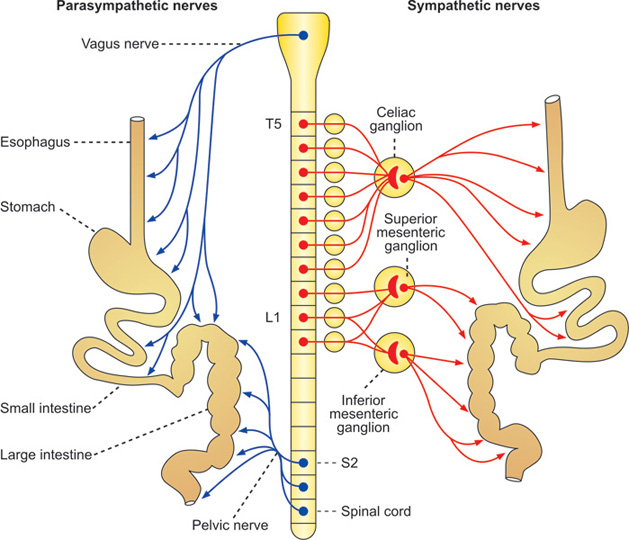 Parasympathetic nerves
Sympathetic nerves
Vagus nerve
Esophagus
Stomach
Small intestine
Large intestine
Pelvic nerve
T5
L1
S2
Spinal cord
Celiac
ganglion
Superior
mesenteric
ganglion
Inferior
mesenteric
ganglion